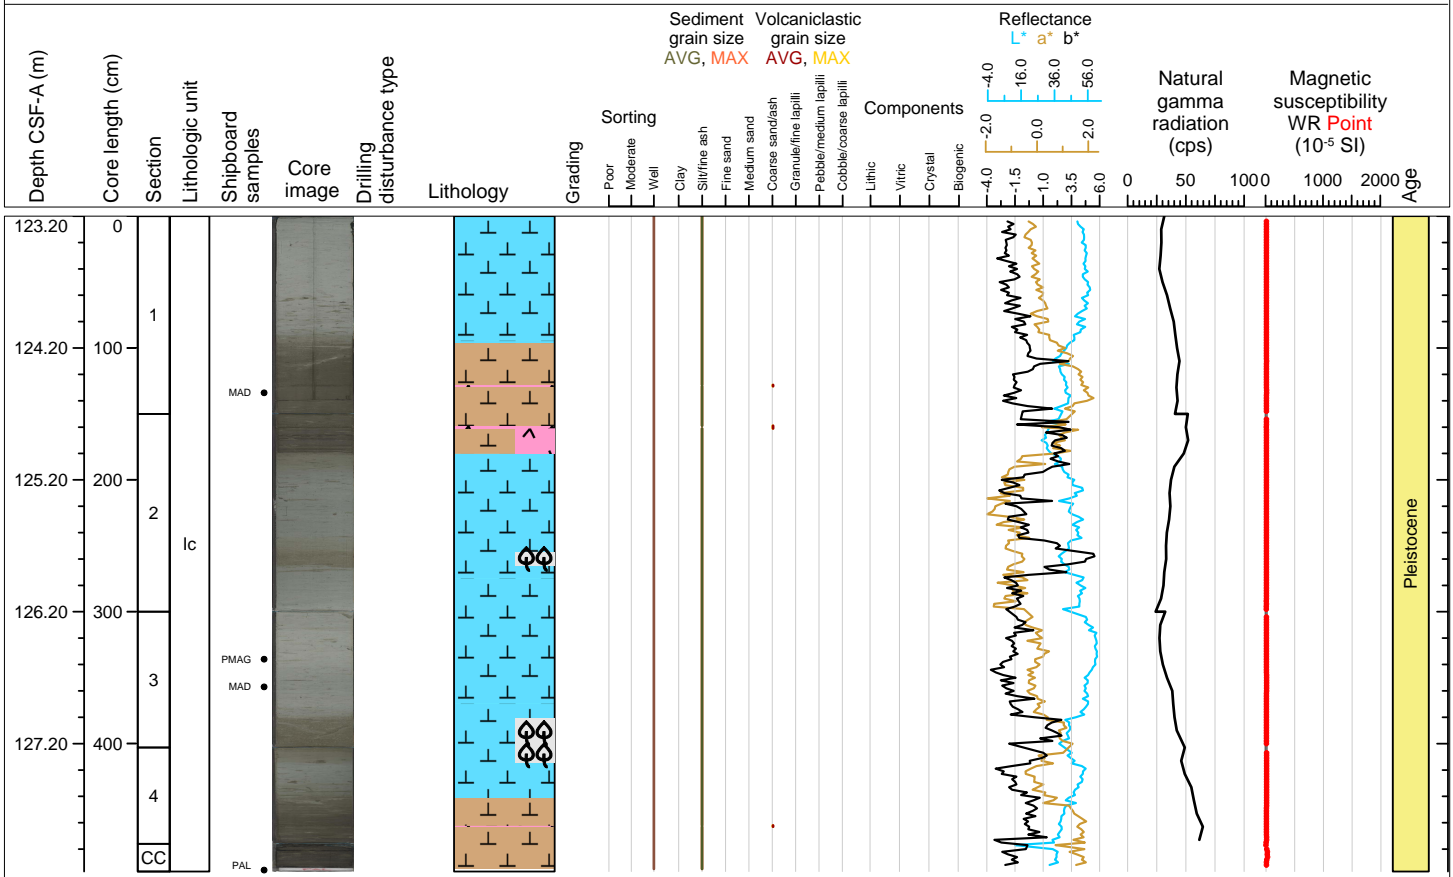 Depth CSF-A (m)
Core length (cm)
Section
Lithologic unit
Shipboard
samples
Core
image
Drilling
disturbance type
Lithology
Grading
Sorting
Poor
Moderate
Well
Sediment
grain size
AVG, MAX
Volcaniclastic
grain size
AVG, MAX
Clay
Silt/fine ash
Fine sand
Medium sand
Coarse sand/ash
Granule/fine lapilli
Pebble/medium lapilli
Cobble/coarse lapilli
Components
Lithic
Vitric
Crystal
Biogenic
Reflectance
L* a* b*
-4.0 16.0 36.0 56.0
-2.0 0.0 2.0
-4.0 -1.5 1.0 3.5 6.0
Natural
gamma
radiation
(cps)
0 50 100
Magnetic
susceptibility
WR Point
(10⁻⁵ SI)
0 1000 2000
Age
123.20 0
124.20 100
125.20 200
126.20 300
127.20 400
1
2
3
4
CC
Ic
MAD
PMAG
MAD
PAL
Pleistocene